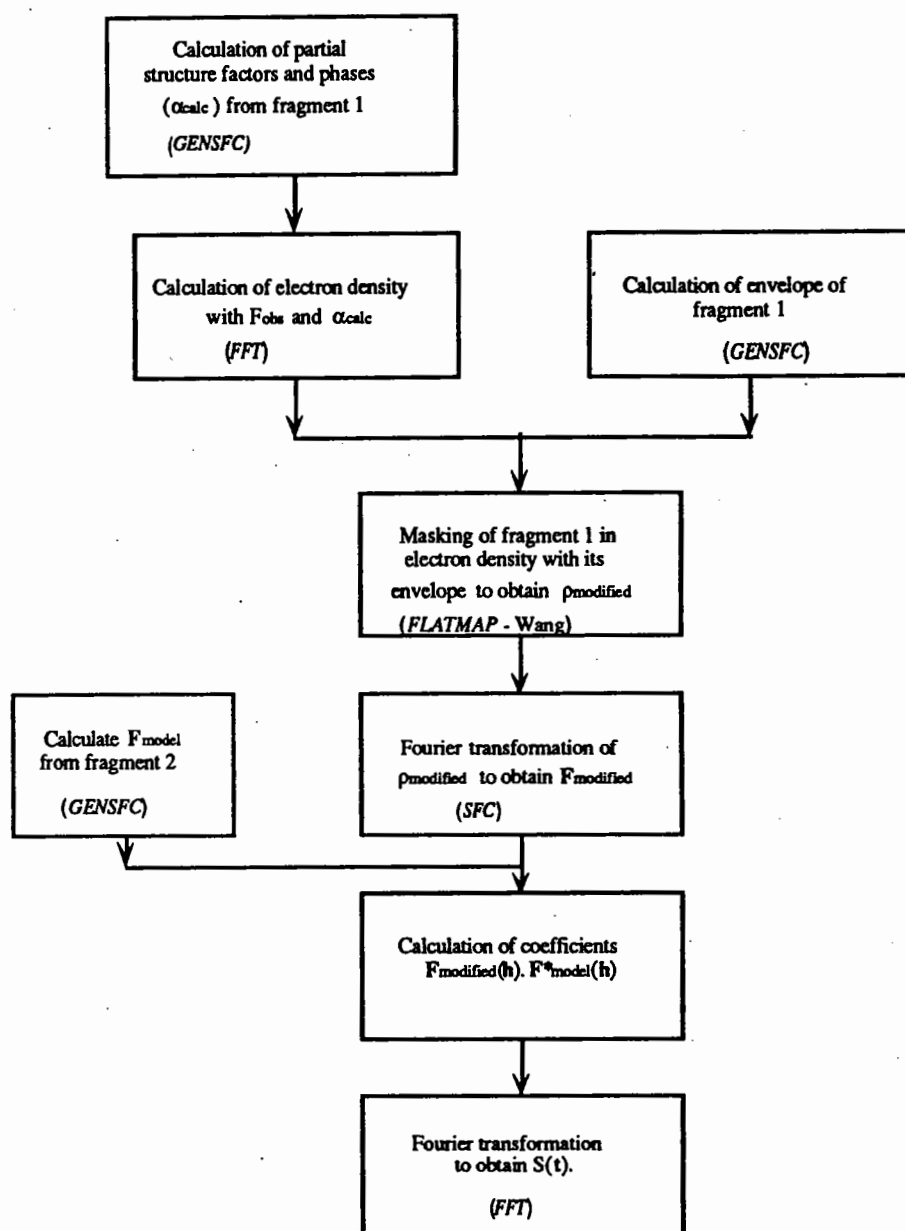 Calculation of partial
structure factors and phases
(αcalc) from fragment 1
(GENSFC)
Calculation of electron density
with Fobs and αcalc
(FFT)
Calculation of envelope of
fragment 1
(GENSFC)
Masking of fragment 1 in
electron density with its
envelope to obtain ρmodified
(FLATMAP - Wang)
Calculate Fmodel
from fragment 2
(GENSFC)
Fourier transformation of
ρmodified to obtain Fmodified
(SFC)
Calculation of coefficients
Fmodified(h). F*model(h)
Fourier transformation
to obtain S(t).
(FFT)